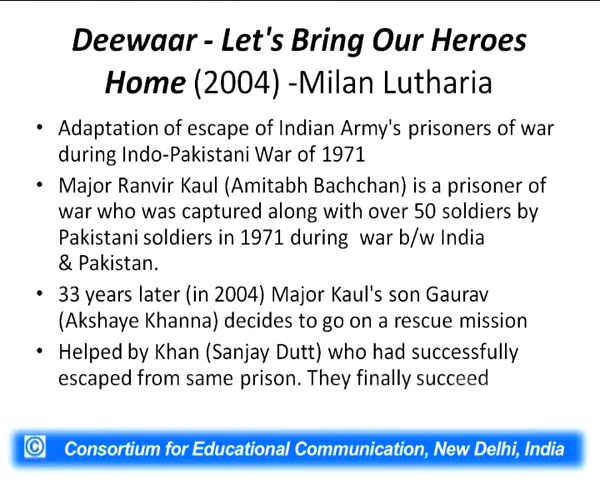 Deewaar - Let's Bring Our Heroes
Home (2004) -Milan Lutharia
• Adaptation of escape of Indian Army's prisoners of war
during Indo-Pakistani War of 1971
• Major Ranvir Kaul (Amitabh Bachchan) is a prisoner of
war who was captured along with over 50 soldiers by
Pakistani soldiers in 1971 during war b/w India
& Pakistan.
• 33 years later (in 2004) Major Kaul's son Gaurav
(Akshaye Khanna) decides to go on a rescue mission
• Helped by Khan (Sanjay Dutt) who had successfully
escaped from same prison. They finally succeed
© Consortium for Educational Communication, New Delhi, India